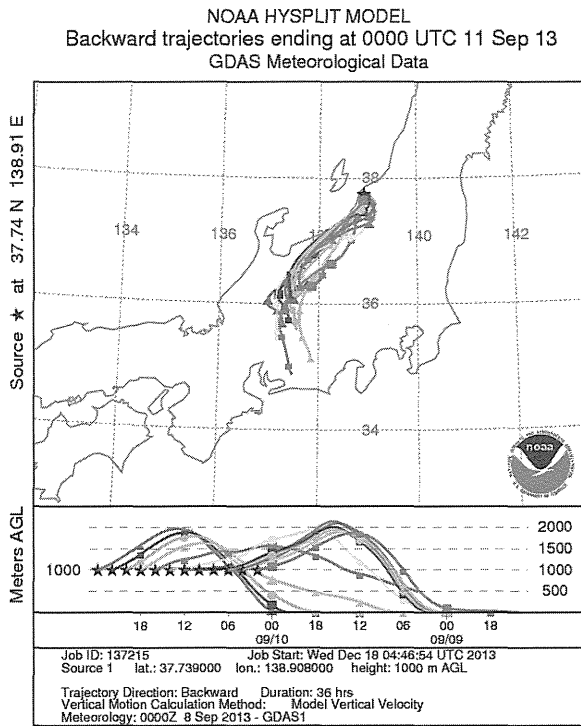 NOAA HYSPLIT MODEL
Backward trajectories ending at 0000 UTC 11 Sep 13
GDAS Meteorological Data
Source ★ at 37.74 N 138.91 E
38
134 136 138 140 142
36
34
noaa
Meters AGL
2000
1500
1000 1000
500
18 12 06 00 18 12 06 00 18
09/10 09/09
Job ID: 137215 Job Start: Wed Dec 18 04:46:54 UTC 2013
Source 1 lat.: 37.739000 lon.: 138.908000 height: 1000 m AGL
Trajectory Direction: Backward Duration: 36 hrs
Vertical Motion Calculation Method: Model Vertical Velocity
Meteorology: 0000Z 8 Sep 2013 - GDAS1